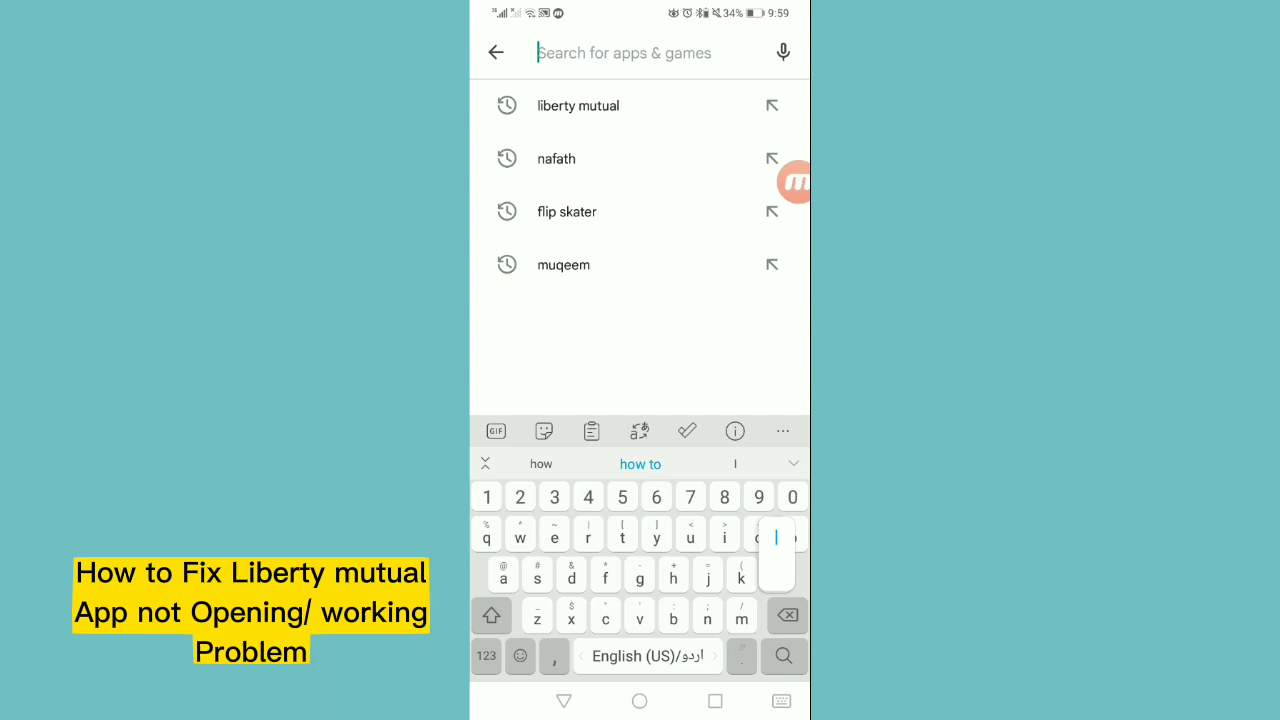 34% 9:59
Search for apps & games
liberty mutual
nafath
flip skater
muqeem
GIF
how how to I
1 2 3 4 5 6 7 8 9 0
% ^ ~ | [ ] < >
q w e r t y u i
l
@ # & * - + = (
a s d f g h j k
_ $ " ' : ; /
z x c v b n m
123 , English (US)/اردو .
How to Fix Liberty mutual
App not Opening/ working
Problem